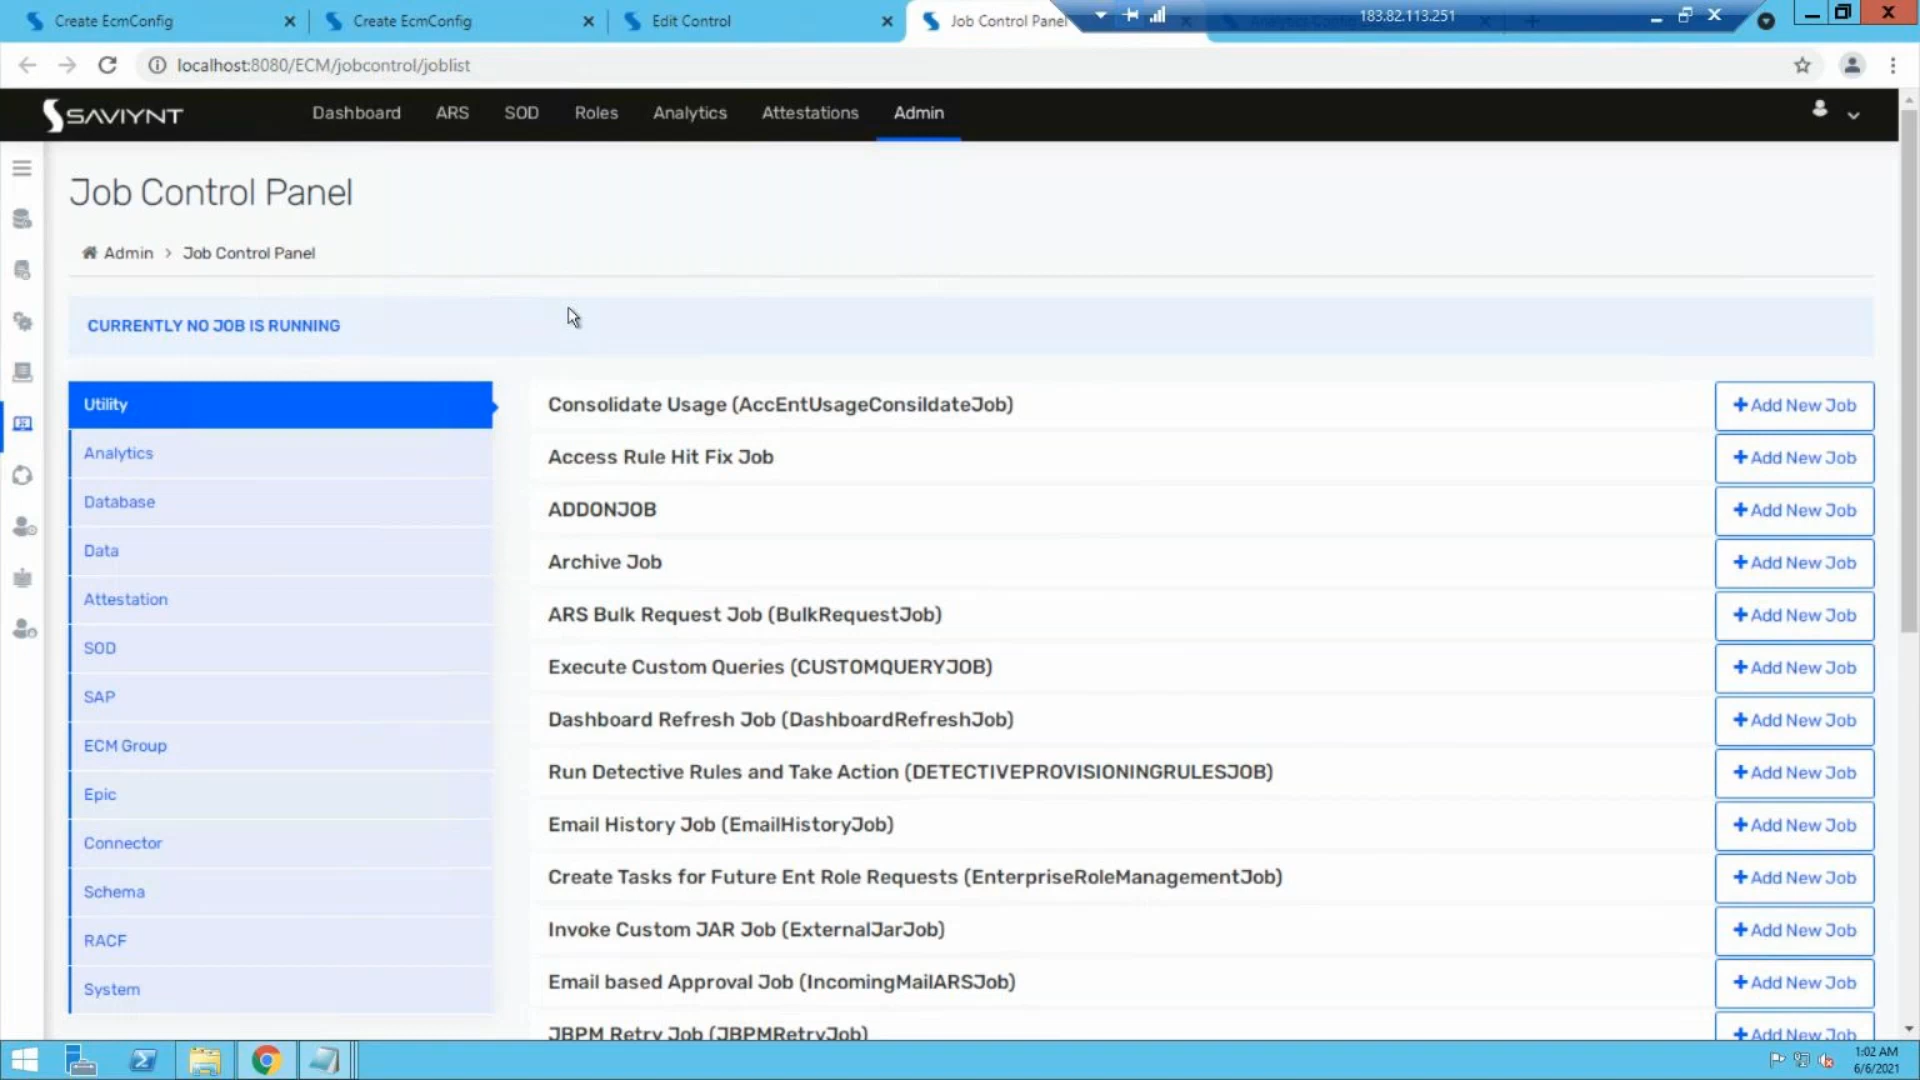 Create EcmConfig
Create EcmConfig
Edit Control
Job Control Panel
183.82.113.251
localhost:8080/ECM/jobcontrol/joblist
SAVIYNT
Dashboard
ARS
SOD
Roles
Analytics
Attestations
Admin
Job Control Panel
Admin > Job Control Panel
CURRENTLY NO JOB IS RUNNING
Utility
Analytics
Database
Data
Attestation
SOD
SAP
ECM Group
Epic
Connector
Schema
RACF
System
Consolidate Usage (AccEntUsageConsildateJob)
+Add New Job
Access Rule Hit Fix Job
+Add New Job
ADDONJOB
+Add New Job
Archive Job
+Add New Job
ARS Bulk Request Job (BulkRequestJob)
+Add New Job
Execute Custom Queries (CUSTOMQUERYJOB)
+Add New Job
Dashboard Refresh Job (DashboardRefreshJob)
+Add New Job
Run Detective Rules and Take Action (DETECTIVEPROVISIONINGRULESJOB)
+Add New Job
Email History Job (EmailHistoryJob)
+Add New Job
Create Tasks for Future Ent Role Requests (EnterpriseRoleManagementJob)
+Add New Job
Invoke Custom JAR Job (ExternalJarJob)
+Add New Job
Email based Approval Job (IncomingMailARSJob)
+Add New Job
JBPM Retry Job (JBPMRetryJob)
+Add New Job
1:02 AM
6/6/2021